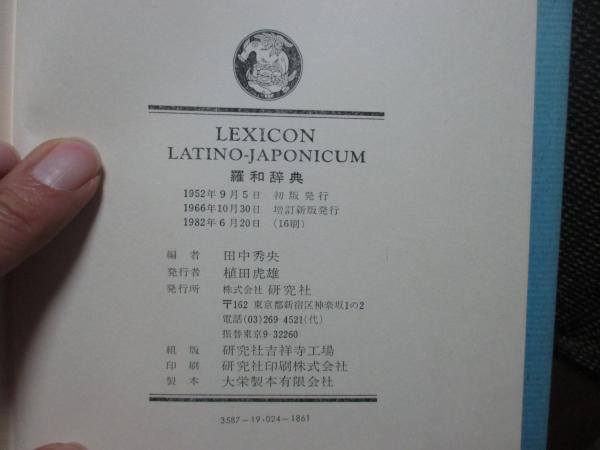 LEXICON
LATINO-JAPONICUM
羅和辞典
1952年9月5日 初版発行
1966年10月30日 増訂新版発行
1982年6月20日 (16刷)
編者 田中秀央
発行者 植田虎雄
発行所 株式会社 研究社
〒162 東京都新宿区神楽坂1の2
電話(03)269-4521(代)
振替東京9-32260
組版 研究社吉祥寺工場
印刷 研究社印刷株式会社
製本 大栄製本有限会社
3587-19-024-1861